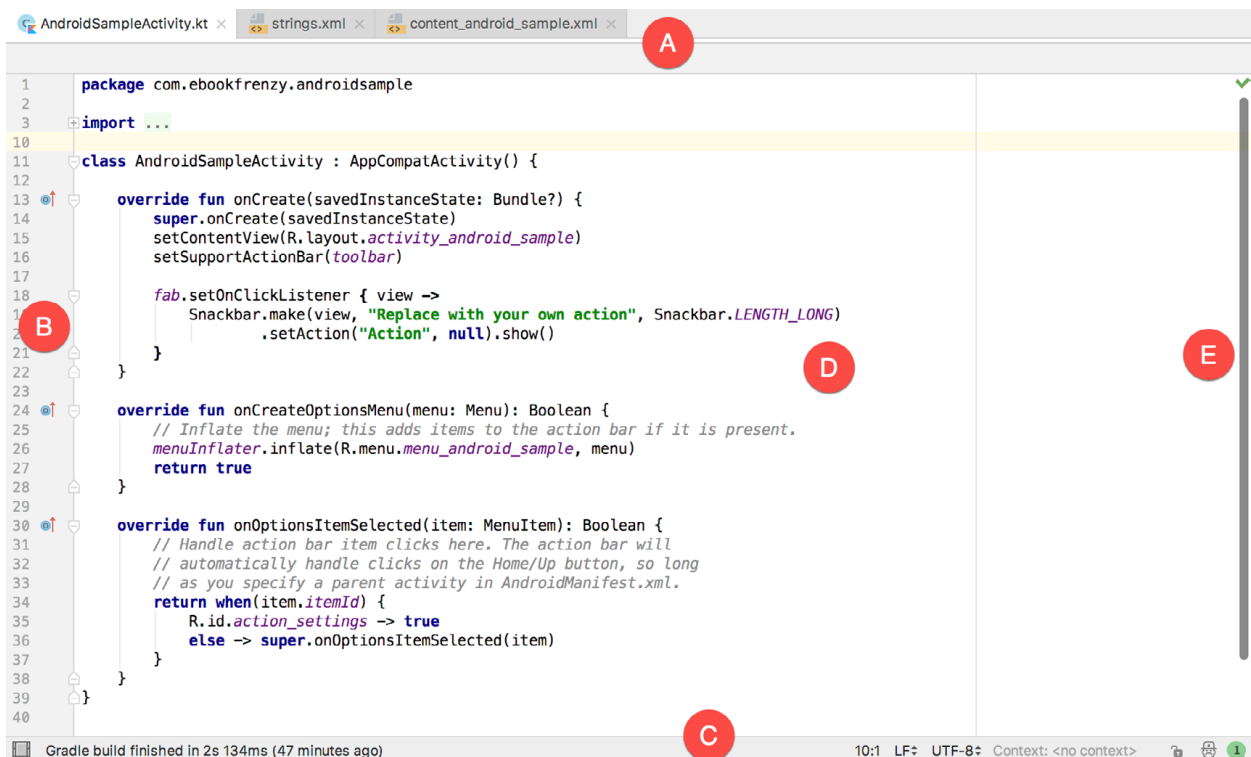 AndroidSampleActivity.kt strings.xml content_android_sample.xml
A
1 package com.ebookfrenzy.androidsample
2
3 import ...
10
11 class AndroidSampleActivity : AppCompatActivity() {
12
13 override fun onCreate(savedInstanceState: Bundle?) {
14 super.onCreate(savedInstanceState)
15 setContentView(R.layout.activity_android_sample)
16 setSupportActionBar(toolbar)
17
18 fab.setOnClickListener { view ->
Snackbar.make(view, "Replace with your own action", Snackbar.LENGTH_LONG)
B
.setAction("Action", null).show()
21 }
E
D
22 }
23
24 override fun onCreateOptionsMenu(menu: Menu): Boolean {
25 // Inflate the menu; this adds items to the action bar if it is present.
26 menuInflater.inflate(R.menu.menu_android_sample, menu)
27 return true
28 }
29
30 override fun onOptionsItemSelected(item: MenuItem): Boolean {
31 // Handle action bar item clicks here. The action bar will
32 // automatically handle clicks on the Home/Up button, so long
33 // as you specify a parent activity in AndroidManifest.xml.
34 return when(item.itemId) {
35 R.id.action_settings -> true
36 else -> super.onOptionsItemSelected(item)
37 }
38 }
39 }
40
C
Gradle build finished in 2s 134ms (47 minutes ago) 10:1 LF UTF-8 Context: <no context> 1